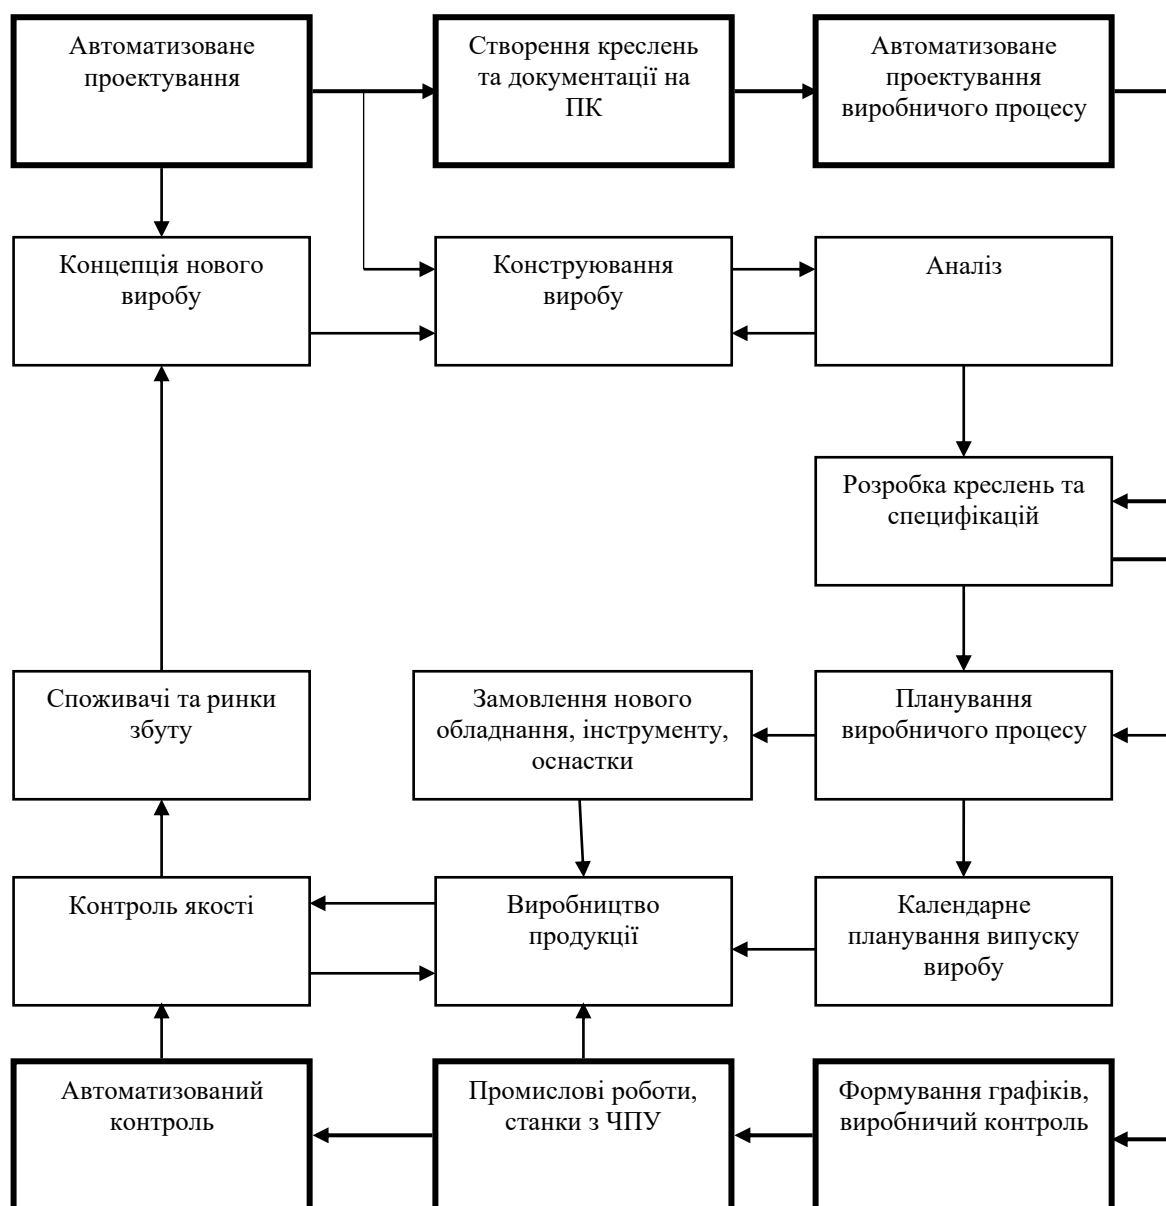 Автоматизоване
проектування
Створення креслень
та документації на
ПК
Автоматизоване
проектування
виробничого процесу
Концепція нового
виробу
Конструювання
виробу
Аналіз
Розробка креслень та
специфікацій
Споживачі та ринки
збуту
Замовлення нового
обладнання, інструменту,
оснастки
Планування
виробничого процесу
Контроль якості
Виробництво
продукції
Календарне
планування випуску
виробу
Автоматизований
контроль
Промислові роботи,
станки з ЧПУ
Формування графіків,
виробничий контроль